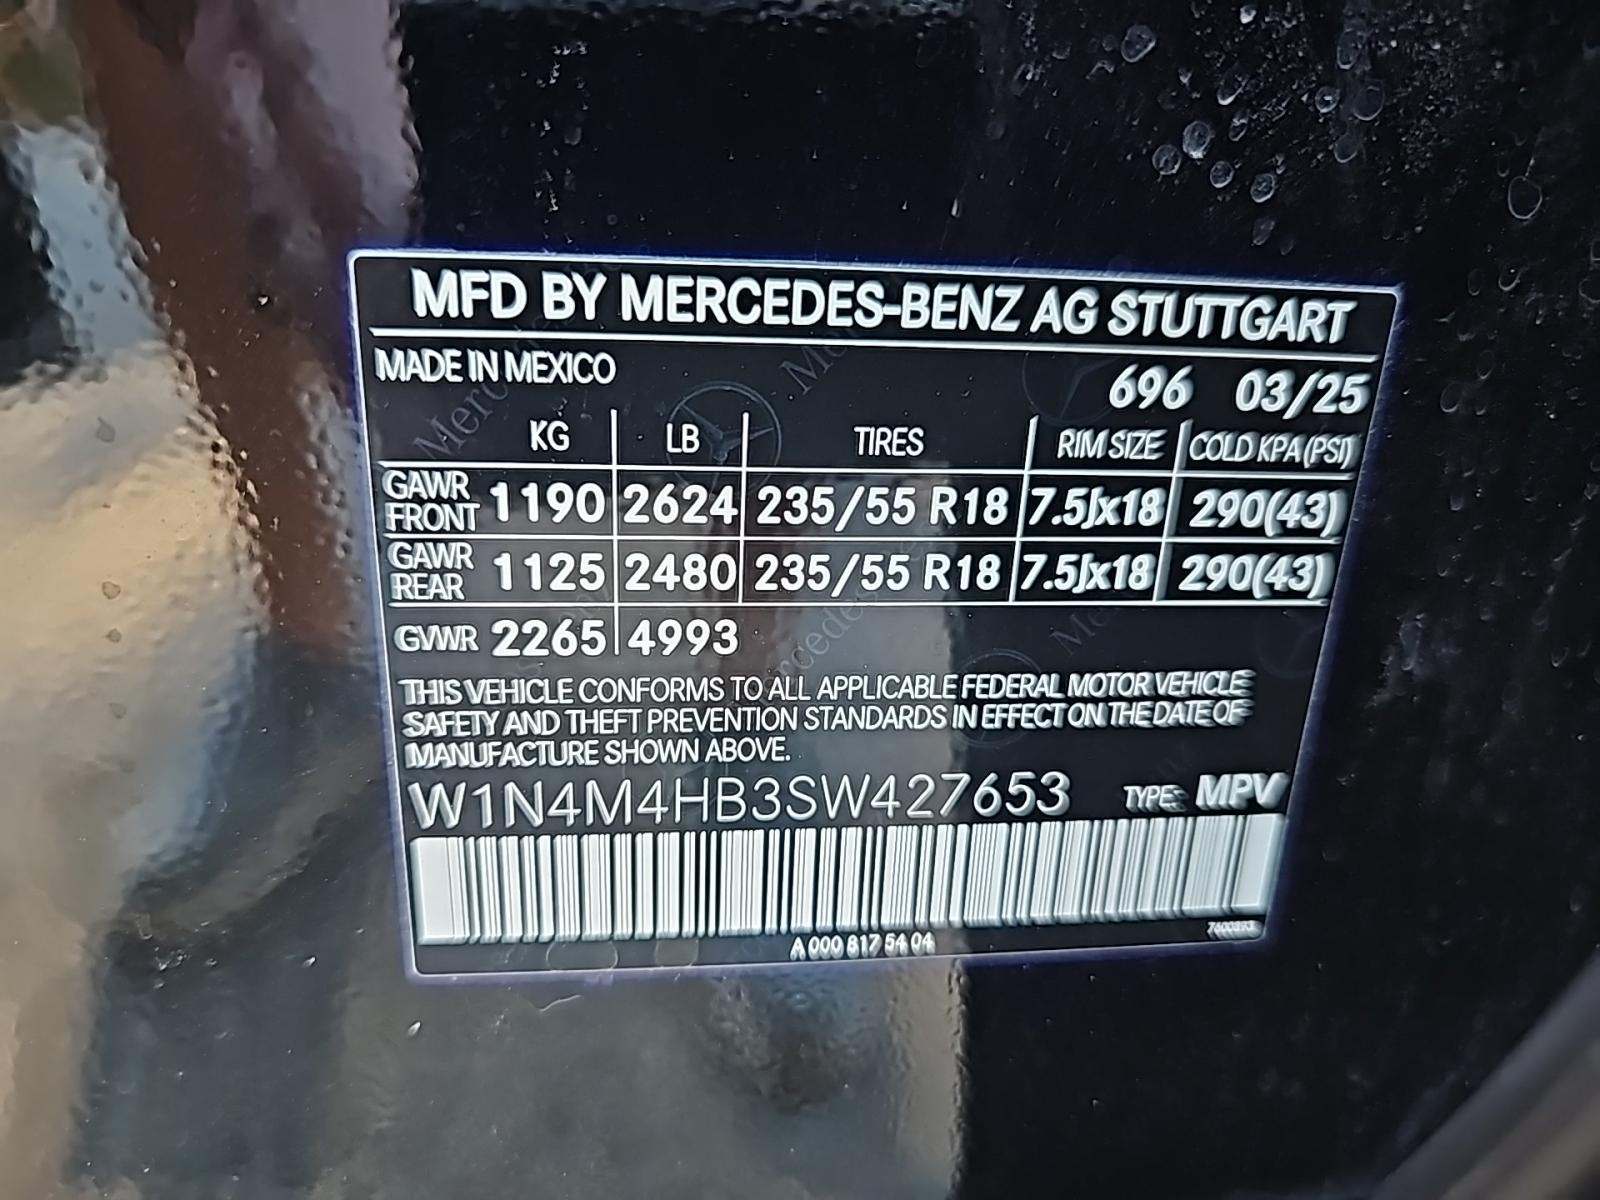 MFD BY MERCEDES-BENZ AG STUTTGART
MADE IN MEXICO
696 03/25
KG LB TIRES RIM SIZE COLD KPA(PSI)
GAWR FRONT 1190 2624 235/55 R18 7.5Jx18 290(43)
GAWR REAR 1125 2480 235/55 R18 7.5Jx18 290(43)
GVWR 2265 4993
THIS VEHICLE CONFORMS TO ALL APPLICABLE FEDERAL MOTOR VEHICLE
SAFETY AND THEFT PREVENTION STANDARDS IN EFFECT ON THE DATE OF
MANUFACTURE SHOWN ABOVE.
W1N4M4HB3SW427653 TYPE: MPV
A 000 817 54 04